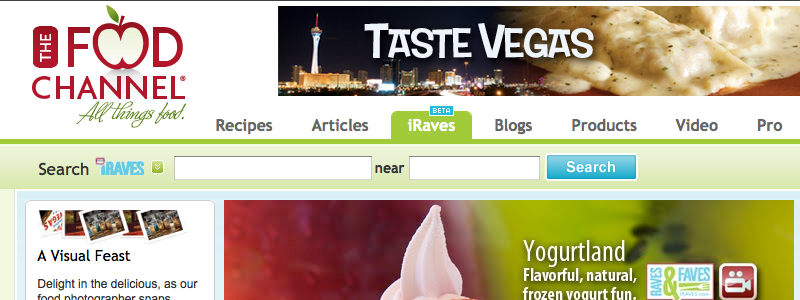 THE FOOD
CHANNEL®
All things food.
TASTE VEGAS
BETA
Recipes Articles iRaves Blogs Products Video Pro
Search iRAVES near Search
A Visual Feast
Delight in the delicious, as our
food photographer snaps
Yogurtland
Flavorful, natural,
frozen yogurt fun.
RAVES & FAVES